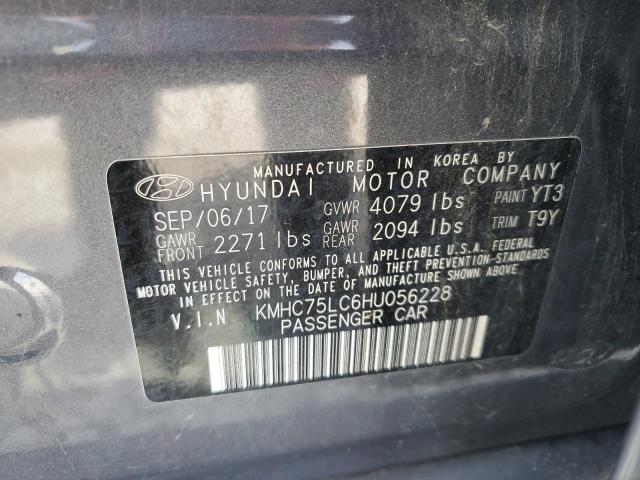 MANUFACTURED IN KOREA BY
HYUNDAI MOTOR COMPANY
SEP/06/17 GVWR 4079 lbs PAINT YT3
GAWR FRONT 2271 lbs GAWR REAR 2094 lbs TRIM T9Y
THIS VEHICLE CONFORMS TO ALL APPLICABLE U.S. FEDERAL
MOTOR VEHICLE SAFETY, BUMPER, AND THEFT PREVENTION-STANDARDS
IN EFFECT ON THE DATE OF MANUFACTURE SHOWN ABOVE.
V.I.N KMHC75LC6HU056228
PASSENGER CAR